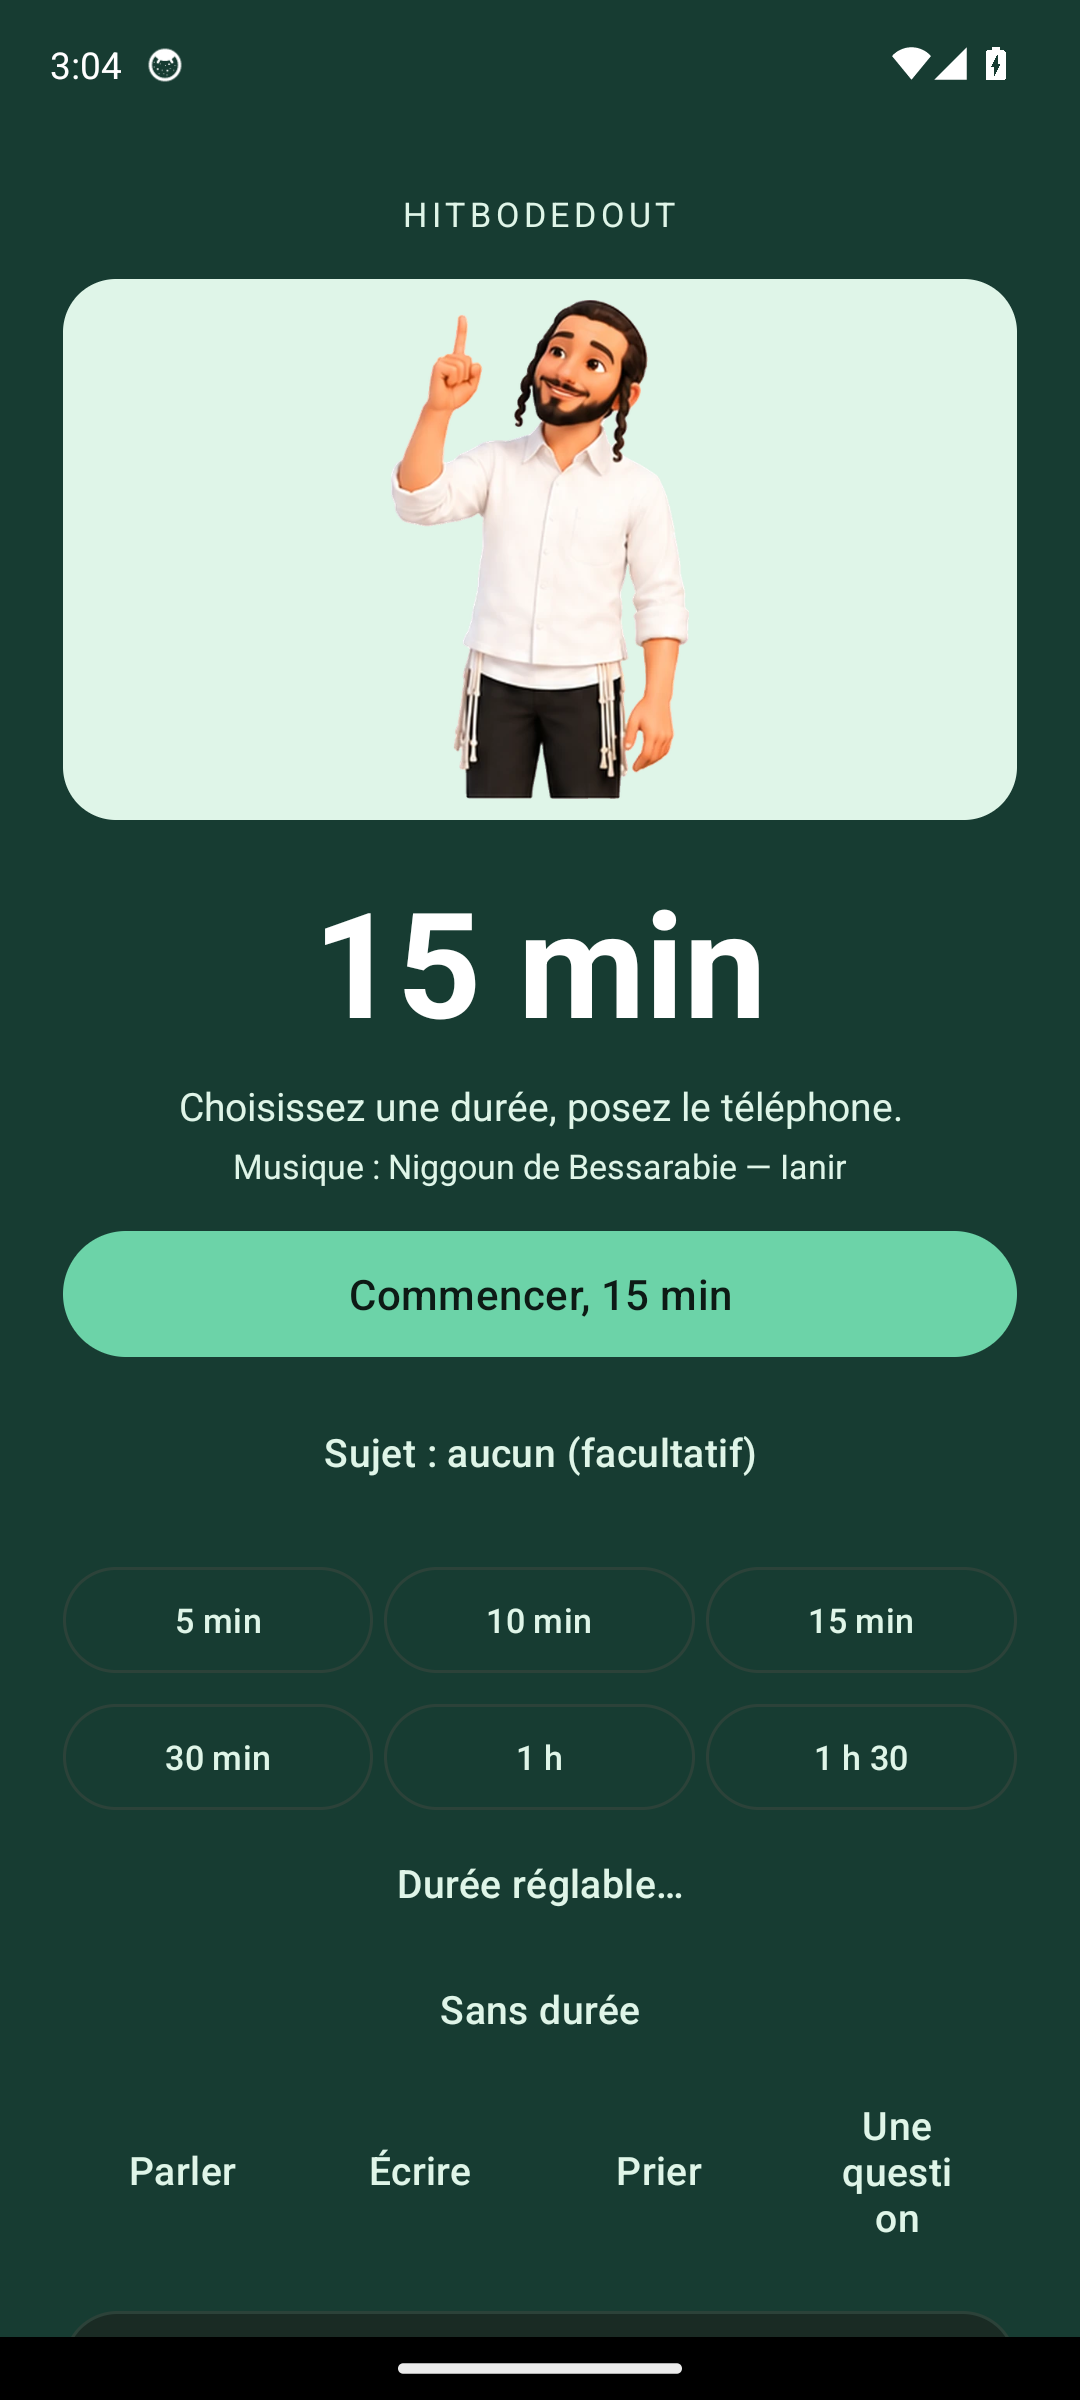 3:04
HITBODEDOUT
15 min
Choisissez une durée, posez le téléphone.
Musique : Niggoun de Bessarabie — Ianir
Commencer, 15 min
Sujet : aucun (facultatif)
5 min
10 min
15 min
30 min
1 h
1 h 30
Durée réglable…
Sans durée
Parler
Écrire
Prier
Une
questi
on